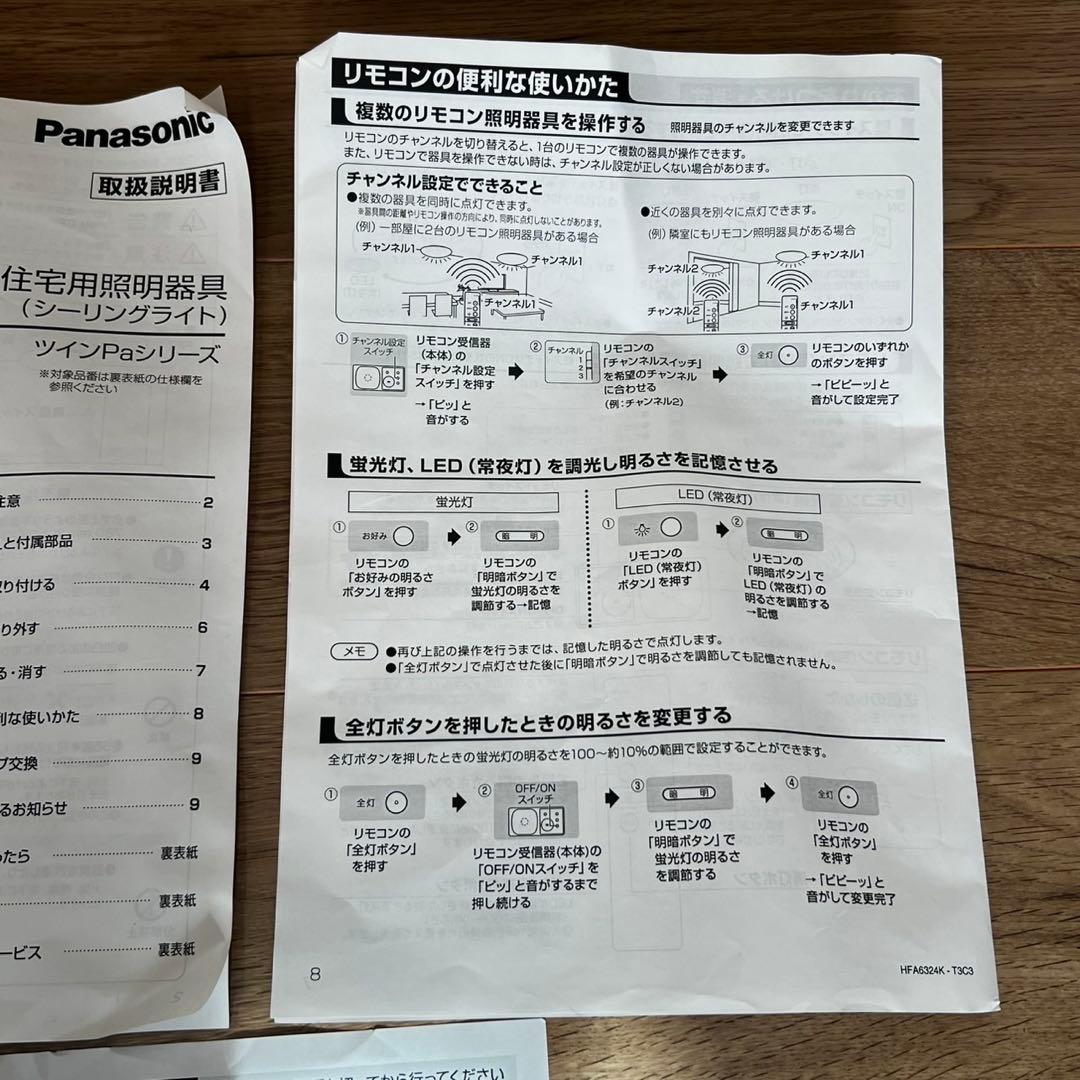 Panasonic
取扱説明書
住宅用照明器具
(シーリングライト)
ツインPaシリーズ
※対象品番は裏表紙の仕様欄を
参照ください
注意 2
と付属部品 3
取り付ける 4
り外す 6
る・消す 7
利な使いかた 8
プ交換 9
るお知らせ 9
ったら 裏表紙
裏表紙
ービス 裏表紙
リモコンの便利な使いかた
複数のリモコン照明器具を操作する 照明器具のチャンネルを変更できます
リモコンのチャンネルを切り替えると、1台のリモコンで複数の器具が操作できます。
また、リモコンで器具を操作できない時は、チャンネル設定が正しくない場合があります。
チャンネル設定でできること
●複数の器具を同時に点灯できます。
※器具間の距離やリモコン操作の方向により、同時に点灯しないことがあります。
(例) 一部屋に2台のリモコン照明器具がある場合
チャンネル1
チャンネル1
チャンネル1
●近くの器具を別々に点灯できます。
(例) 隣室にもリモコン照明器具がある場合
チャンネル1
チャンネル2
チャンネル2
チャンネル1
① チャンネル設定
スイッチ
リモコン受信器
(本体)の
「チャンネル設定
スイッチ」を押す
→「ピッ」と
音がする
② チャンネル
1
2
3
リモコンの
「チャンネルスイッチ」
を希望のチャンネル
に合わせる
(例:チャンネル2)
③ 全灯
リモコンのいずれか
のボタンを押す
→「ピピーッ」と
音がして設定完了
蛍光灯、LED(常夜灯)を調光し明るさを記憶させる
蛍光灯
① お好み
リモコンの
「お好みの明るさ
ボタン」を押す
② 暗 明
リモコンの
「明暗ボタン」で
蛍光灯の明るさを
調節する→記憶
LED(常夜灯)
①
リモコンの
「LED(常夜灯)
ボタン」を押す
② 暗 明
リモコンの
「明暗ボタン」で
LED(常夜灯)の
明るさを調節する
→記憶
メモ ●再び上記の操作を行うまでは、記憶した明るさで点灯します。
●「全灯ボタン」で点灯させた後に「明暗ボタン」で明るさを調節しても記憶されません。
全灯ボタンを押したときの明るさを変更する
全灯ボタンを押したときの蛍光灯の明るさを100〜約10%の範囲で設定することができます。
① 全灯
リモコンの
「全灯ボタン」
を押す
② OFF/ON
スイッチ
リモコン受信器(本体)の
「OFF/ONスイッチ」を
「ピッ」と音がするまで
押し続ける
③ 暗 明
リモコンの
「明暗ボタン」で
蛍光灯の明るさ
を調節する
④ 全灯
リモコンの
「全灯ボタン」
を押す
→「ピピーッ」と
音がして変更完了
8
HFA6324K-T3C3
てから行ってください